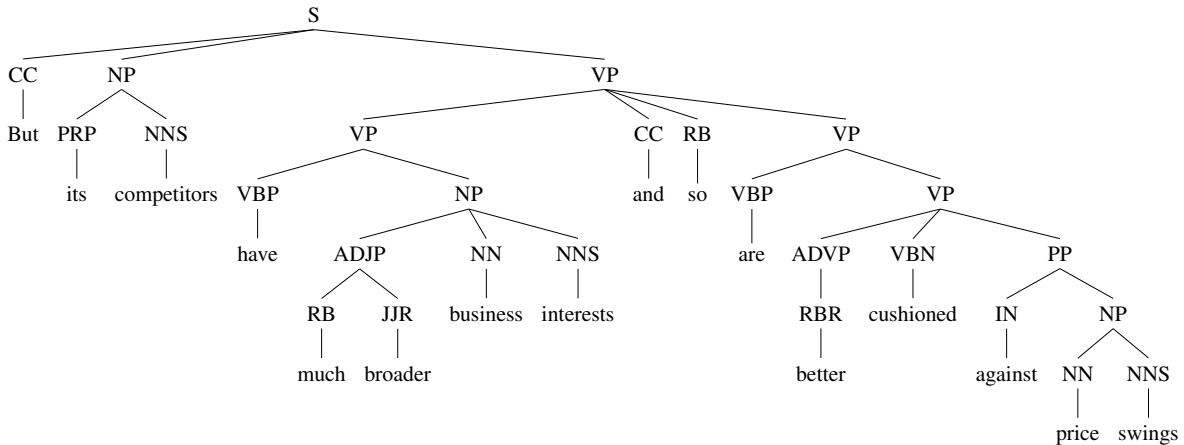 S
CC NP VP
But PRP NNS VP CC RB VP
its competitors VBP NP and so VBP VP
have ADJP NN NNS are ADVP VBN PP
RB JJR business interests RBR cushioned IN NP
much broader better against NN NNS
price swings